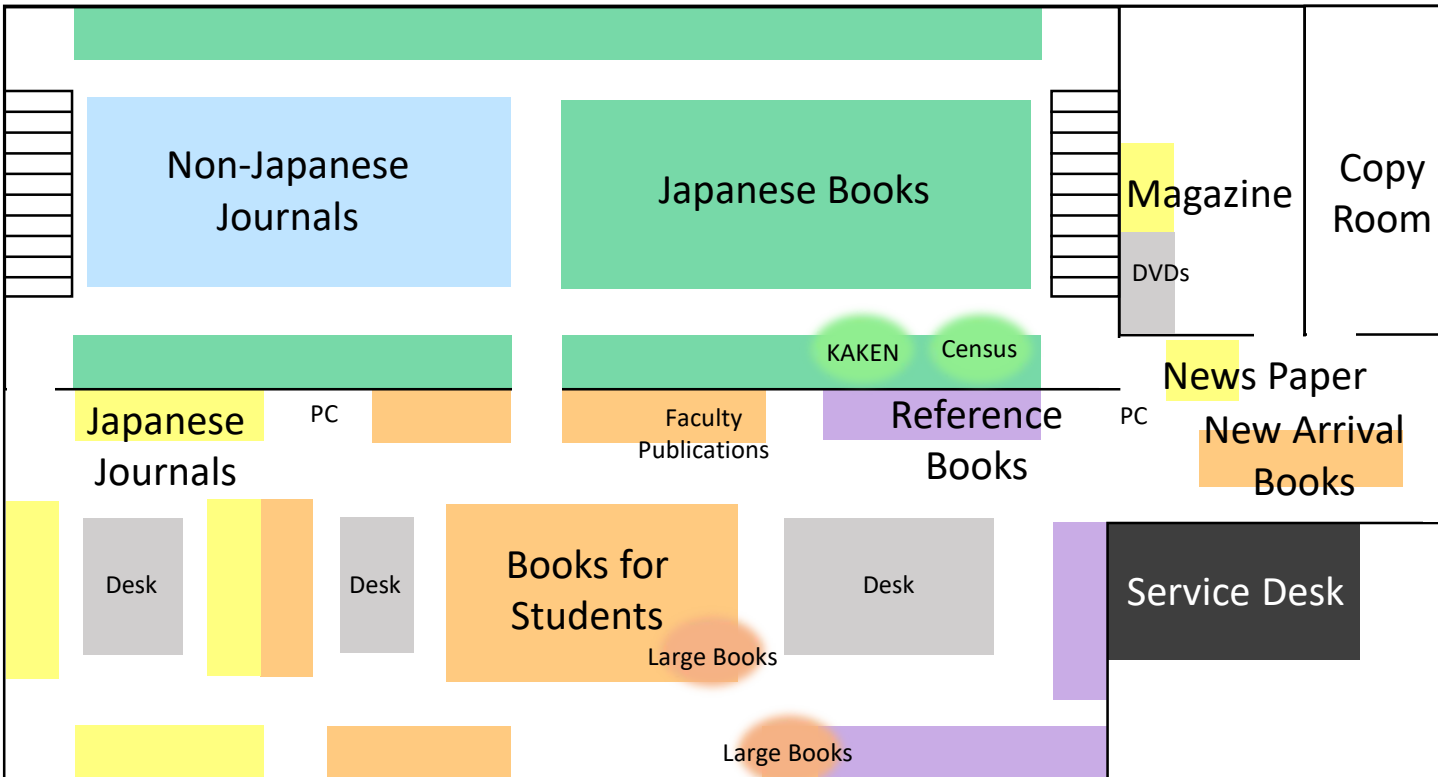 Non-Japanese
Journals
Japanese Books
Magazine
Copy
Room
DVDs
KAKEN
Census
News Paper
Japanese
Journals
PC
Faculty
Publications
Reference
Books
PC
New Arrival
Books
Desk
Desk
Books for
Students
Large Books
Desk
Service Desk
Large Books